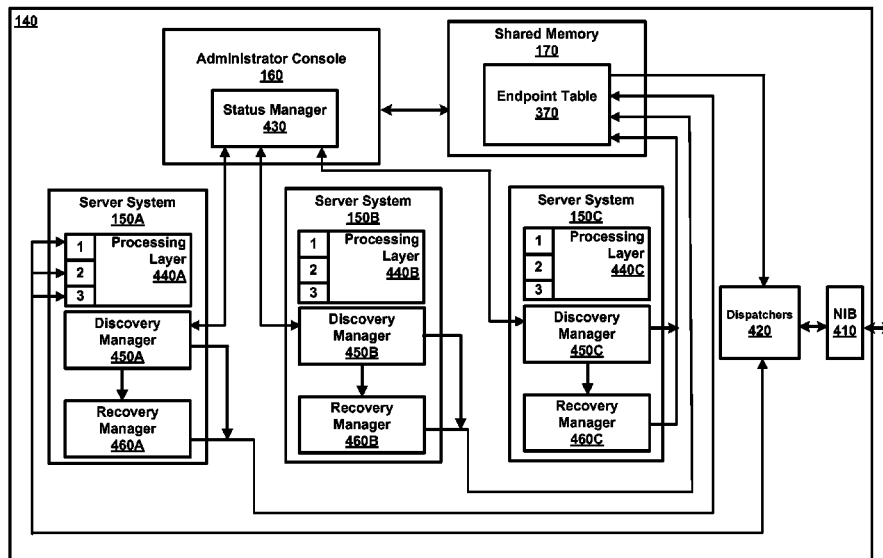 140
Administrator Console
160
Status Manager
430
Shared Memory
170
Endpoint Table
370
Server System
150A
1
2
3
Processing
Layer
440A
Discovery
Manager
450A
Recovery
Manager
460A
Server System
150B
1
2
3
Processing
Layer
440B
Discovery
Manager
450B
Recovery
Manager
460B
Server System
150C
1
2
3
Processing
Layer
440C
Discovery
Manager
450C
Recovery
Manager
460C
Dispatchers
420
NIB
410